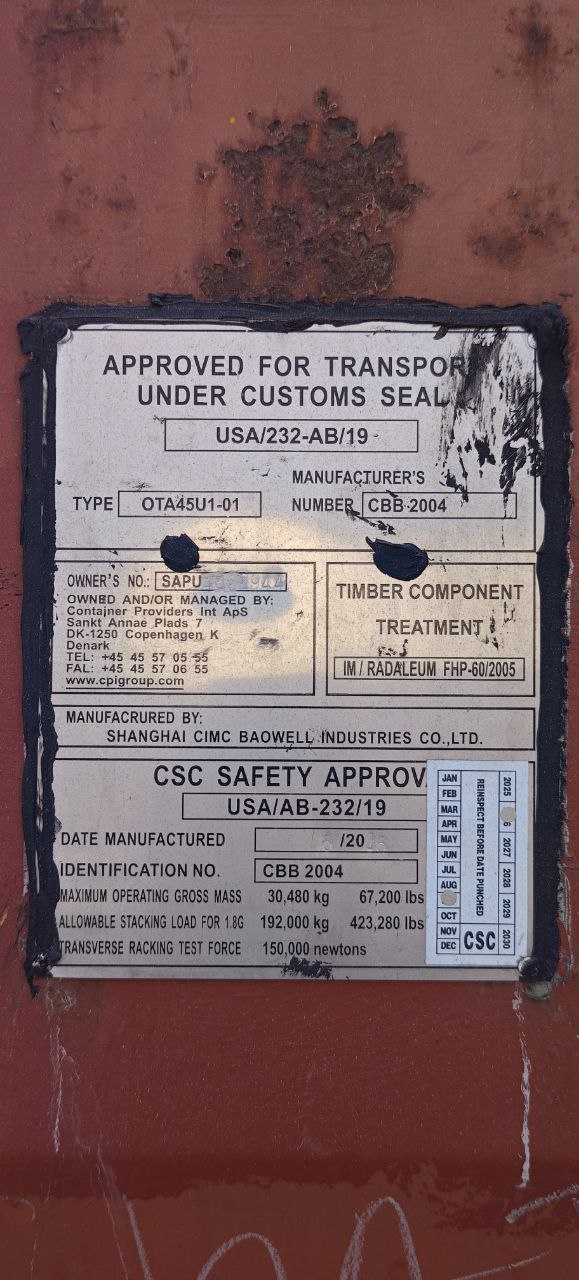 APPROVED FOR TRANSPOR
UNDER CUSTOMS SEAL
USA/232-AB/19
MANUFACTURER'S
TYPE OTA45U1-01 NUMBER CBB 2004
OWNER'S NO.: SAPU
OWNED AND/OR MANAGED BY:
Container Providers Int ApS
Sankt Annae Plads 7
DK-1250 Copenhagen K
Denark
TEL: +45 45 57 05 55
FAL: +45 45 57 06 55
www.cpigroup.com
TIMBER COMPONENT
TREATMENT
IM / RADALEUM FHP-60/2005
MANUFACRURED BY:
SHANGHAI CIMC BAOWELL INDUSTRIES CO.,LTD.
CSC SAFETY APPROV
USA/AB-232/19
DATE MANUFACTURED /20
IDENTIFICATION NO. CBB 2004
MAXIMUM OPERATING GROSS MASS 30,480 kg 67,200 lbs
ALLOWABLE STACKING LOAD FOR 1.8G 192,000 kg 423,280 lbs
TRANSVERSE RACKING TEST FORCE 150,000 newtons
JAN
FEB
MAR
APR
MAY
JUN
JUL
AUG
OCT
NOV
DEC
REINSPECT BEFORE DATE PUNCHED
CSC
2025
6
2027
2028
2029
2030